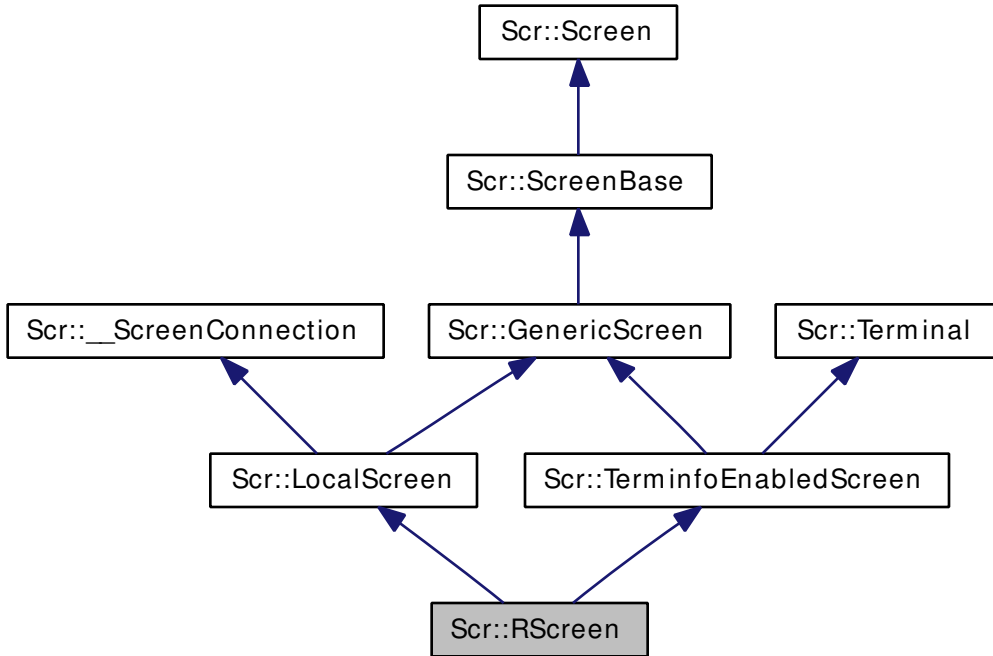 Scr::Screen
Scr::ScreenBase
Scr::__ScreenConnection
Scr::GenericScreen
Scr::Terminal
Scr::LocalScreen
Scr::TerminfoEnabledScreen
Scr::RScreen